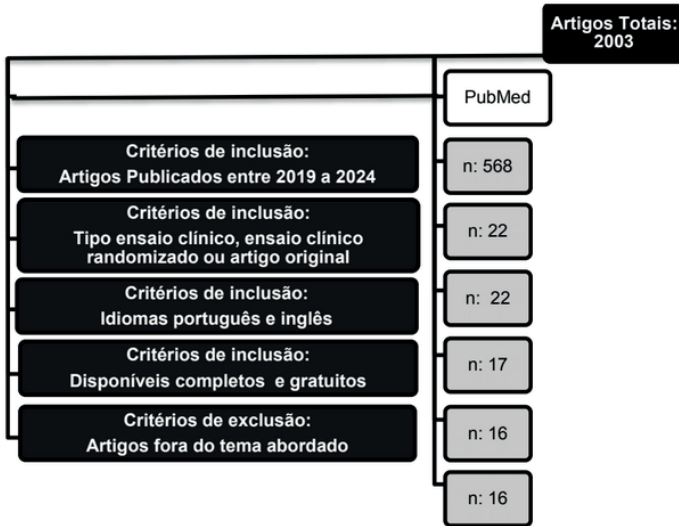 Artigos Totais:
2003
PubMed
Critérios de inclusão:
Artigos Publicados entre 2019 a 2024
n: 568
Critérios de inclusão:
Tipo ensaio clínico, ensaio clínico
randomizado ou artigo original
n: 22
Critérios de inclusão:
Idiomas português e inglês
n: 22
Critérios de inclusão:
Disponíveis completos e gratuitos
n: 17
Critérios de exclusão:
Artigos fora do tema abordado
n: 16
n: 16